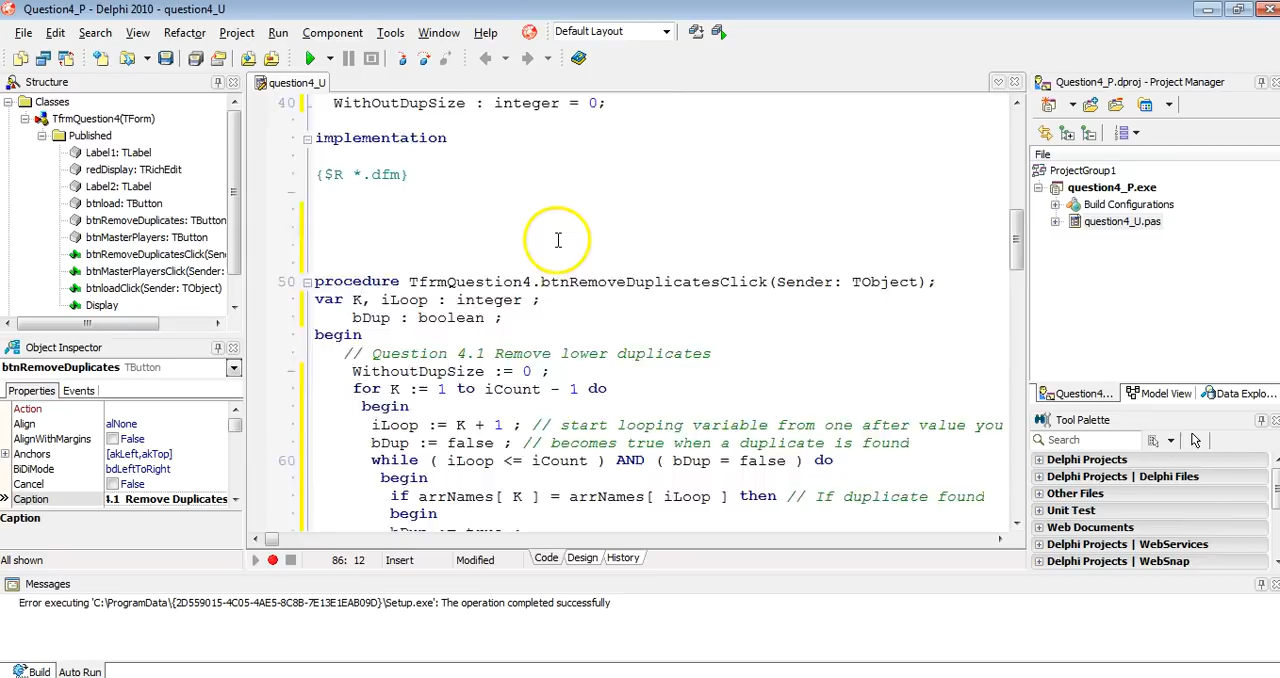 Question4_P - Delphi 2010 - question4_U
File Edit Search View Refactor Project Run Component Tools Window Help Default Layout
Structure
question4_U
Question4_P.dproj - Project Manager
Classes
TfrmQuestion4(TForm)
Published
Label1: TLabel
redDisplay: TRichEdit
Label2: TLabel
btnload: TButton
btnRemoveDuplicates: TButton
btnMasterPlayers: TButton
btnRemoveDuplicatesClick(Sen
btnMasterPlayersClick(Sender:
btnloadClick(Sender: TObject)
Display
Object Inspector
btnRemoveDuplicates TButton
Properties Events
Action
Align alNone
AlignWithMargins False
Anchors [akLeft,akTop]
BiDiMode bdLeftToRight
Cancel False
Caption 4.1 Remove Duplicates
Caption
All shown
40 WithOutDupSize : integer = 0;
implementation
{$R *.dfm}
50 procedure TfrmQuestion4.btnRemoveDuplicatesClick(Sender: TObject);
var K, iLoop : integer ;
bDup : boolean ;
begin
// Question 4.1 Remove lower duplicates
WithoutDupSize := 0 ;
for K := 1 to iCount - 1 do
begin
iLoop := K + 1 ; // start looping variable from one after value you
bDup := false ; // becomes true when a duplicate is found
60 while ( iLoop <= iCount ) AND ( bDup = false ) do
begin
if arrNames[ K ] = arrNames[ iLoop ] then // If duplicate found
begin
bDup := true ;
86: 12 Insert Modified Code Design History
File
ProjectGroup1
question4_P.exe
Build Configurations
question4_U.pas
Question4... Model View Data Explo...
Tool Palette
Search
Delphi Projects
Delphi Projects | Delphi Files
Other Files
Unit Test
Web Documents
Delphi Projects | WebServices
Delphi Projects | WebSnap
Messages
Error executing 'C:\ProgramData\{2D559015-4C05-4AE5-8C8B-7E13E1EAB09D}\Setup.exe': The operation completed successfully
Build Auto Run